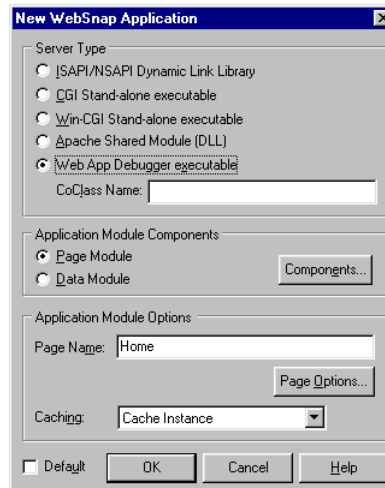 New WebSnap Application
Server Type
ISAPI/NSAPI Dynamic Link Library
CGI Stand-alone executable
Win-CGI Stand-alone executable
Apache Shared Module (DLL)
Web App Debugger executable
CoClass Name:
Application Module Components
Page Module
Data Module
Components...
Application Module Options
Page Name: Home
Page Options...
Caching: Cache Instance
Default OK Cancel Help